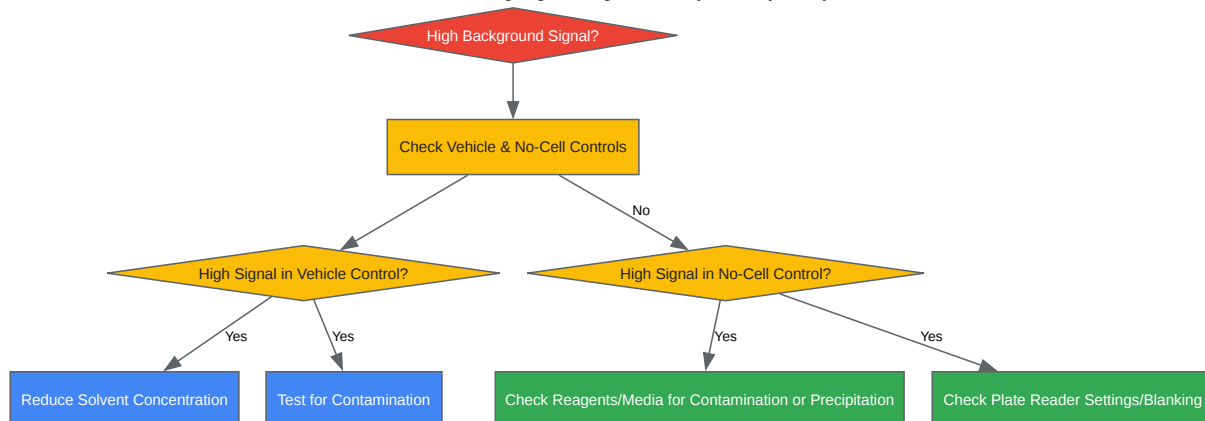 High Background Signal?
Check Vehicle & No-Cell Controls
No
High Signal in Vehicle Control?
High Signal in No-Cell Control?
Yes
Yes
Yes
Yes
Reduce Solvent Concentration
Test for Contamination
Check Reagents/Media for Contamination or Precipitation
Check Plate Reader Settings/Blanking